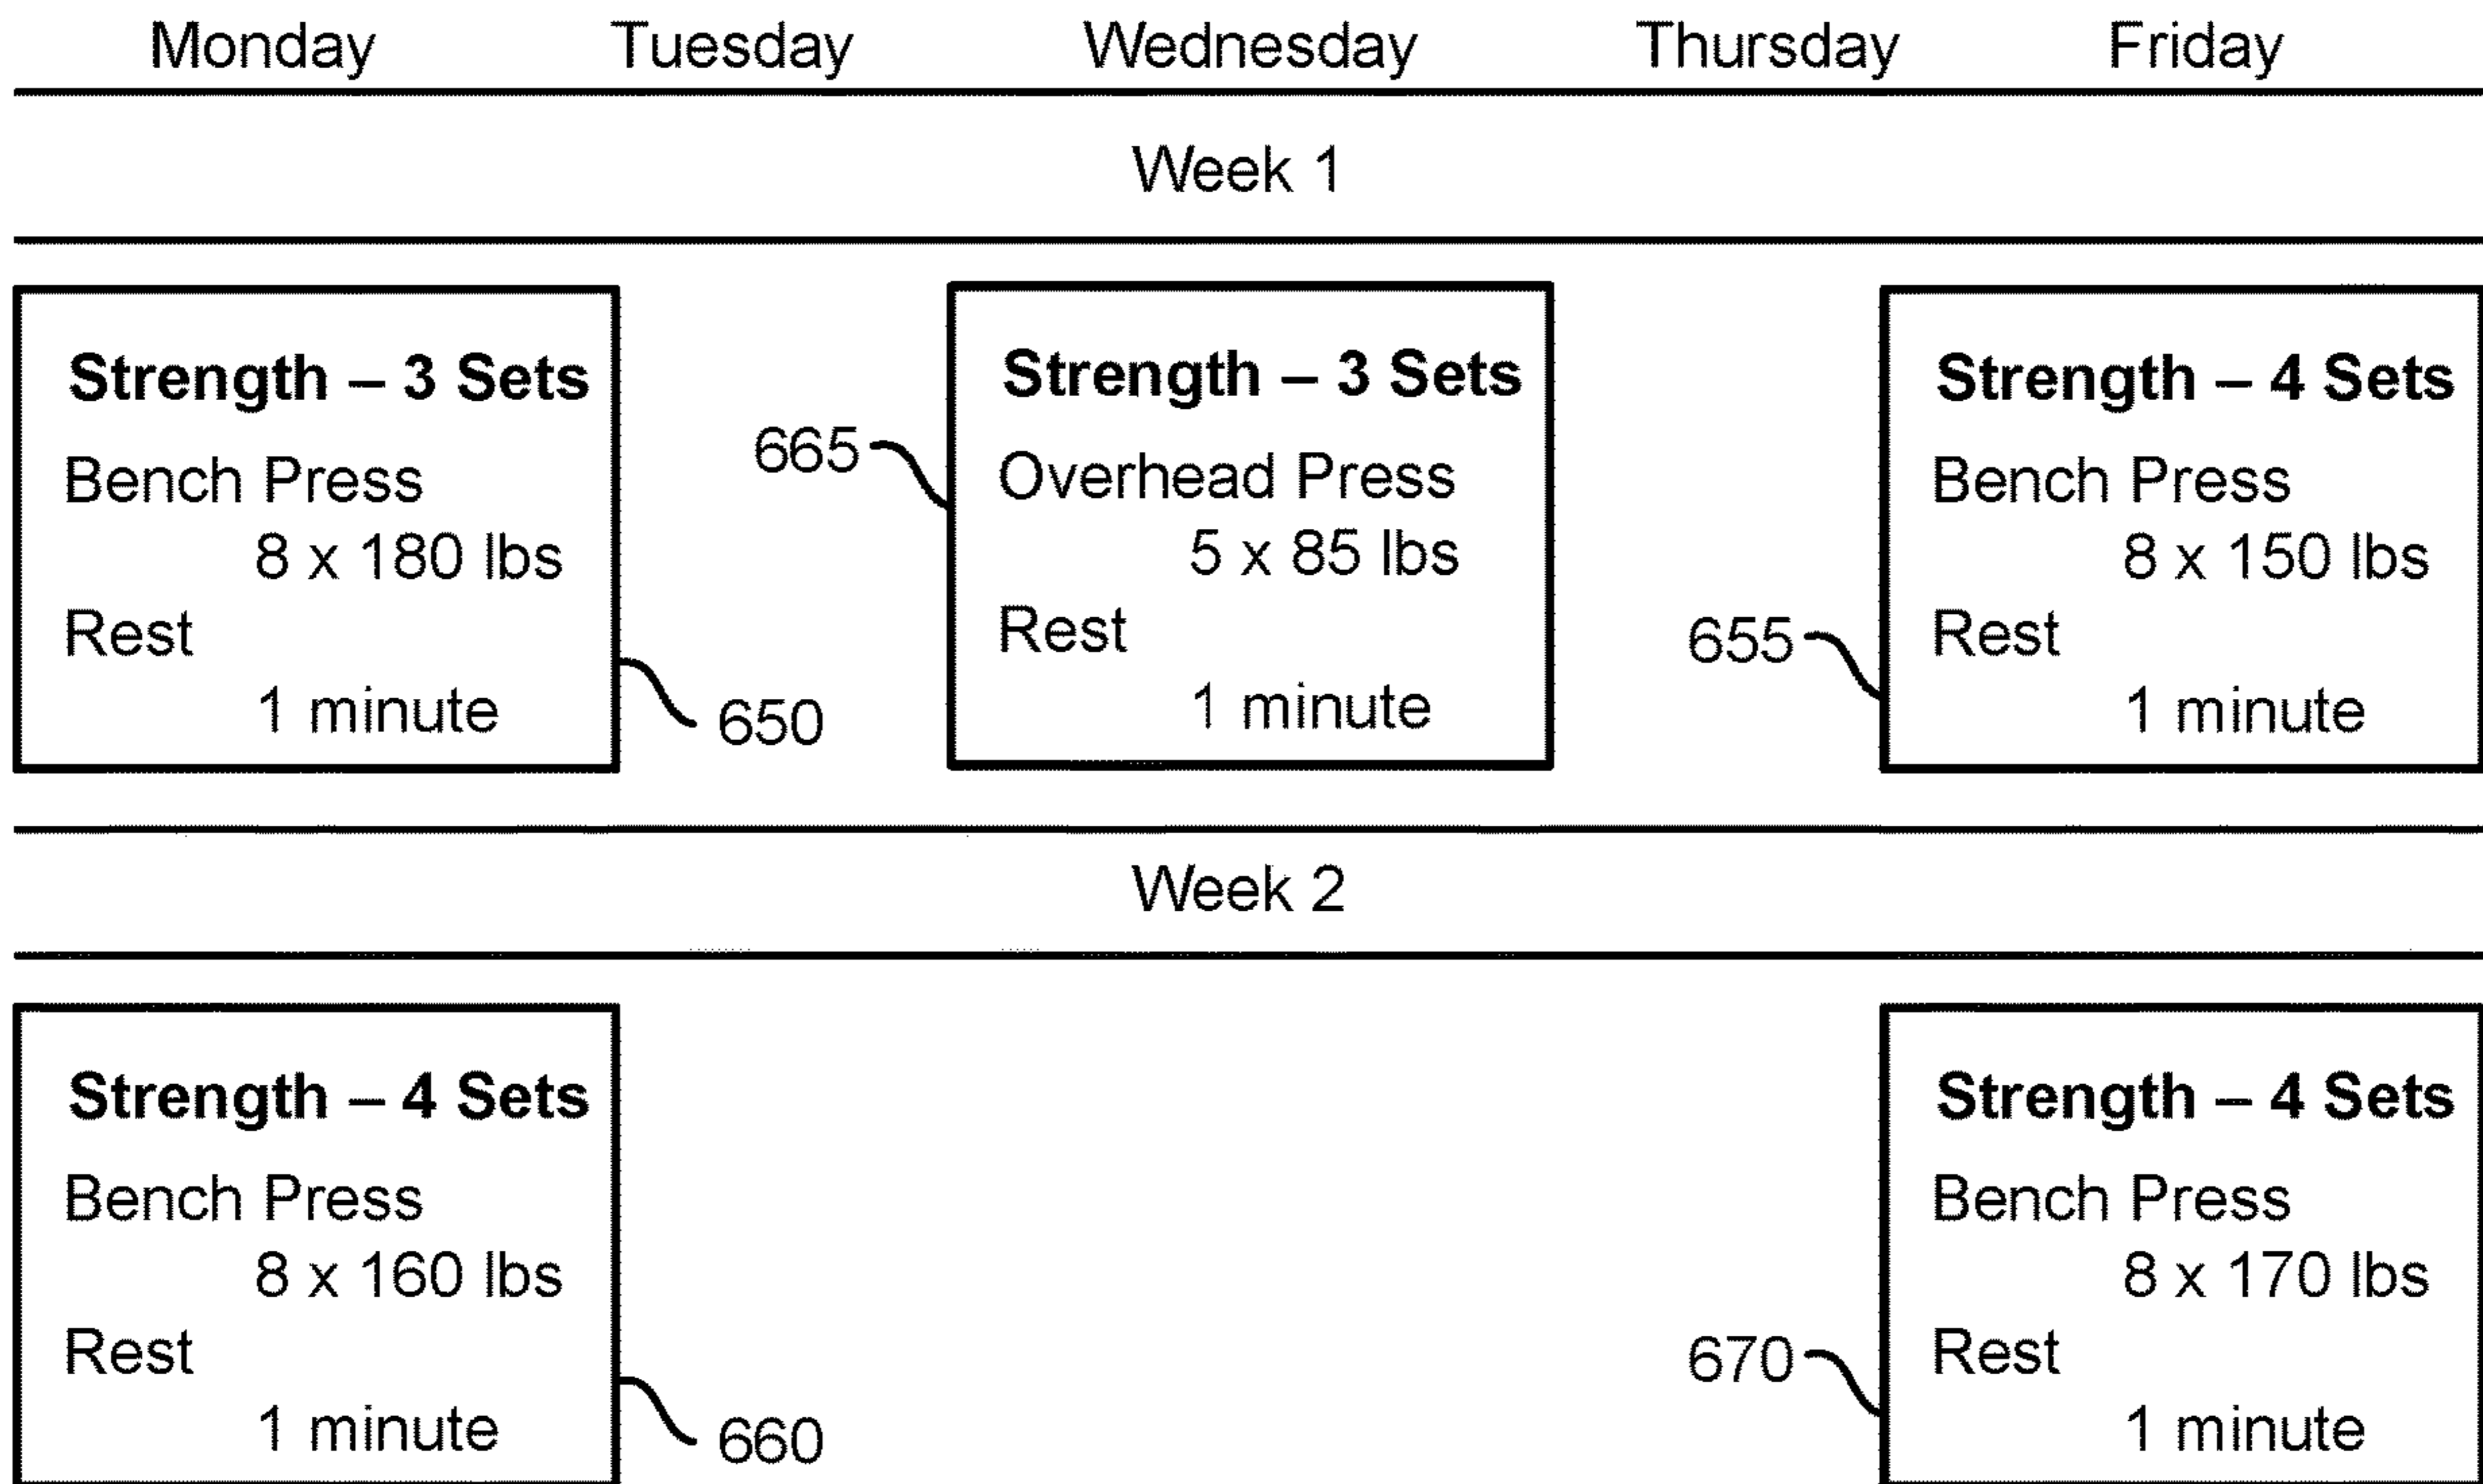 Monday Tuesday Wednesday Thursday Friday
Week 1
Strength – 3 Sets
Bench Press
8 x 180 lbs
Rest
1 minute
650
665
Strength – 3 Sets
Overhead Press
5 x 85 lbs
Rest
1 minute
655
Strength – 4 Sets
Bench Press
8 x 150 lbs
Rest
1 minute
Week 2
Strength – 4 Sets
Bench Press
8 x 160 lbs
Rest
1 minute
660
670
Strength – 4 Sets
Bench Press
8 x 170 lbs
Rest
1 minute